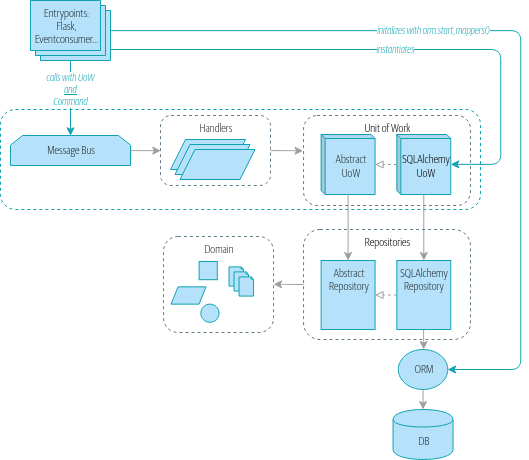 Entrypoints:
Flask,
Eventconsumer...
initalizes with orm.start_mappers()
instantiates
calls with UoW
and
Command
Message Bus
Handlers
Unit of Work
Abstract
UoW
SQLAlchemy
UoW
Domain
Repositories
Abstract
Repository
SQLAlchemy
Repository
ORM
DB